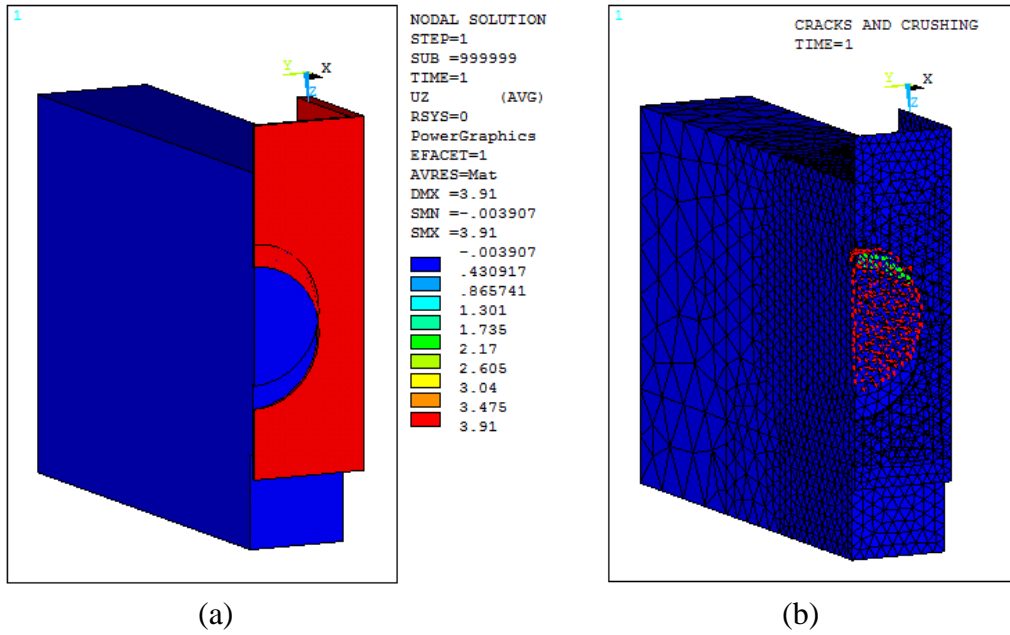 1
NODAL SOLUTION
STEP=1
SUB =999999
TIME=1
UZ (AVG)
RSYS=0
PowerGraphics
EFACET=1
AVRES=Mat
DMX =3.91
SMN =-.003907
SMX =3.91
-.003907
.430917
.865741
1.301
1.735
2.17
2.605
3.04
3.475
3.91
Y
X
Z
(a)
1
CRACKS AND CRUSHING
TIME=1
Y
X
Z
(b)